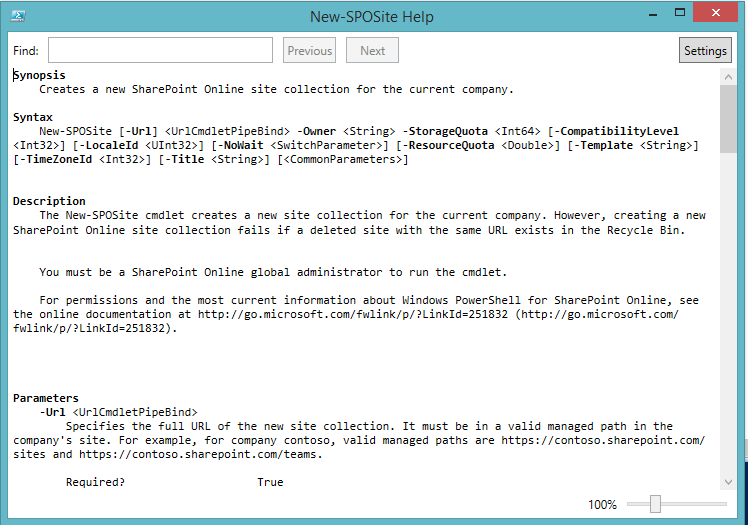 New-SPOSite Help
Find:
Previous
Next
Settings
Synopsis
Creates a new SharePoint Online site collection for the current company.
Syntax
New-SPOSite [-Url] <UrlCmdletPipeBind> -Owner <String> -StorageQuota <Int64> [-CompatibilityLevel
<Int32>] [-LocaleId <UInt32>] [-NoWait <SwitchParameter>] [-ResourceQuota <Double>] [-Template <String>]
[-TimeZoneId <Int32>] [-Title <String>] [<CommonParameters>]
Description
The New-SPOSite cmdlet creates a new site collection for the current company. However, creating a new
SharePoint Online site collection fails if a deleted site with the same URL exists in the Recycle Bin.
You must be a SharePoint Online global administrator to run the cmdlet.
For permissions and the most current information about Windows PowerShell for SharePoint Online, see
the online documentation at http://go.microsoft.com/fwlink/p/?LinkId=251832 (http://go.microsoft.com/
fwlink/p/?LinkId=251832).
Parameters
-Url <UrlCmdletPipeBind>
Specifies the full URL of the new site collection. It must be in a valid managed path in the
company's site. For example, for company contoso, valid managed paths are https://contoso.sharepoint.com/
sites and https://contoso.sharepoint.com/teams.
Required? True
100%